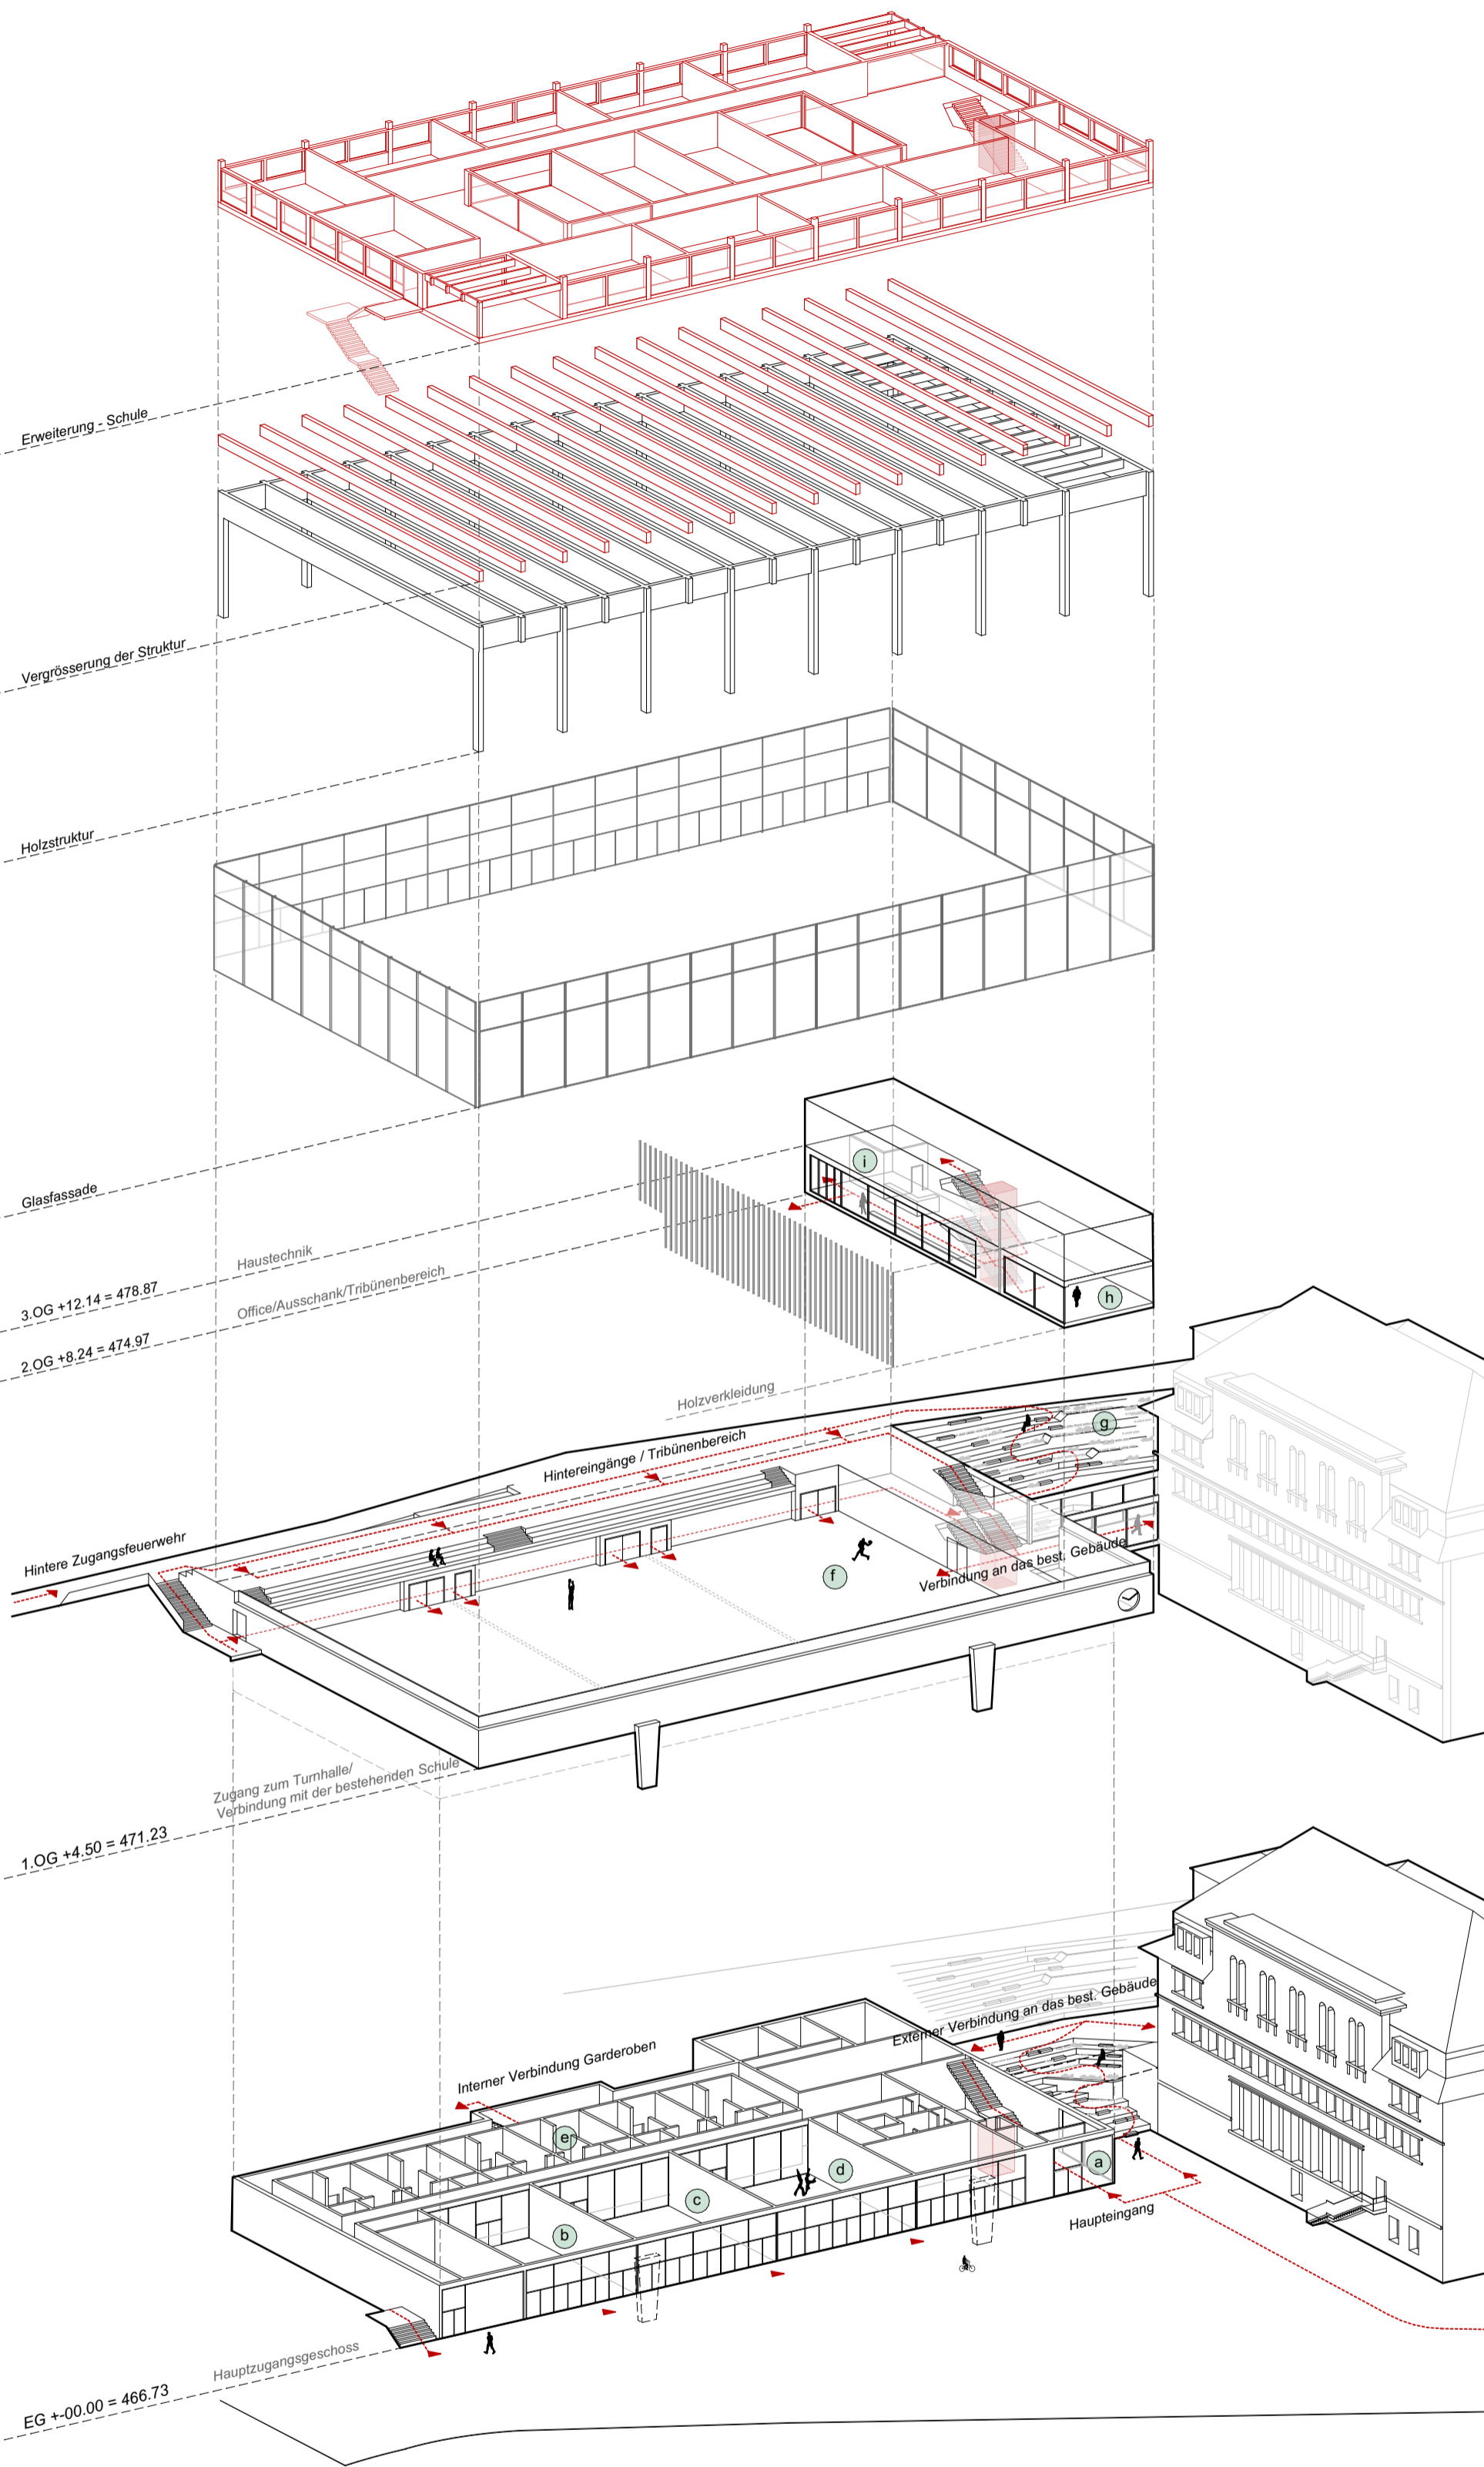 Erweiterung - Schule
Vergrösserung der Struktur
Holzstruktur
Glasfassade
i
Haustechnik
3.OG +12.14 = 478.87
Office/Ausschank/Tribünenbereich
h
2.OG +8.24 = 474.97
Holzverkleidung
g
Hintereingänge / Tribünenbereich
Hintere Zugangsfeuerwehr
f
Verbindung an das best. Gebäude
Zugang zum Turnhalle/
Verbindung mit der bestehenden Schule
1.OG +4.50 = 471.23
Externer Verbindung an das best. Gebäude
Interner Verbindung Garderoben
e
d
a
c
b
Haupteingang
Hauptzugangsgeschoss
EG +-00.00 = 466.73